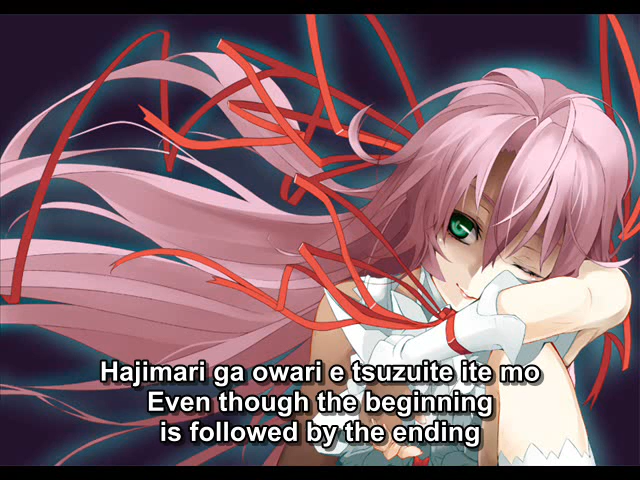 Hajimari ga owari e tsuzuite ite mo
Even though the beginning
is followed by the ending